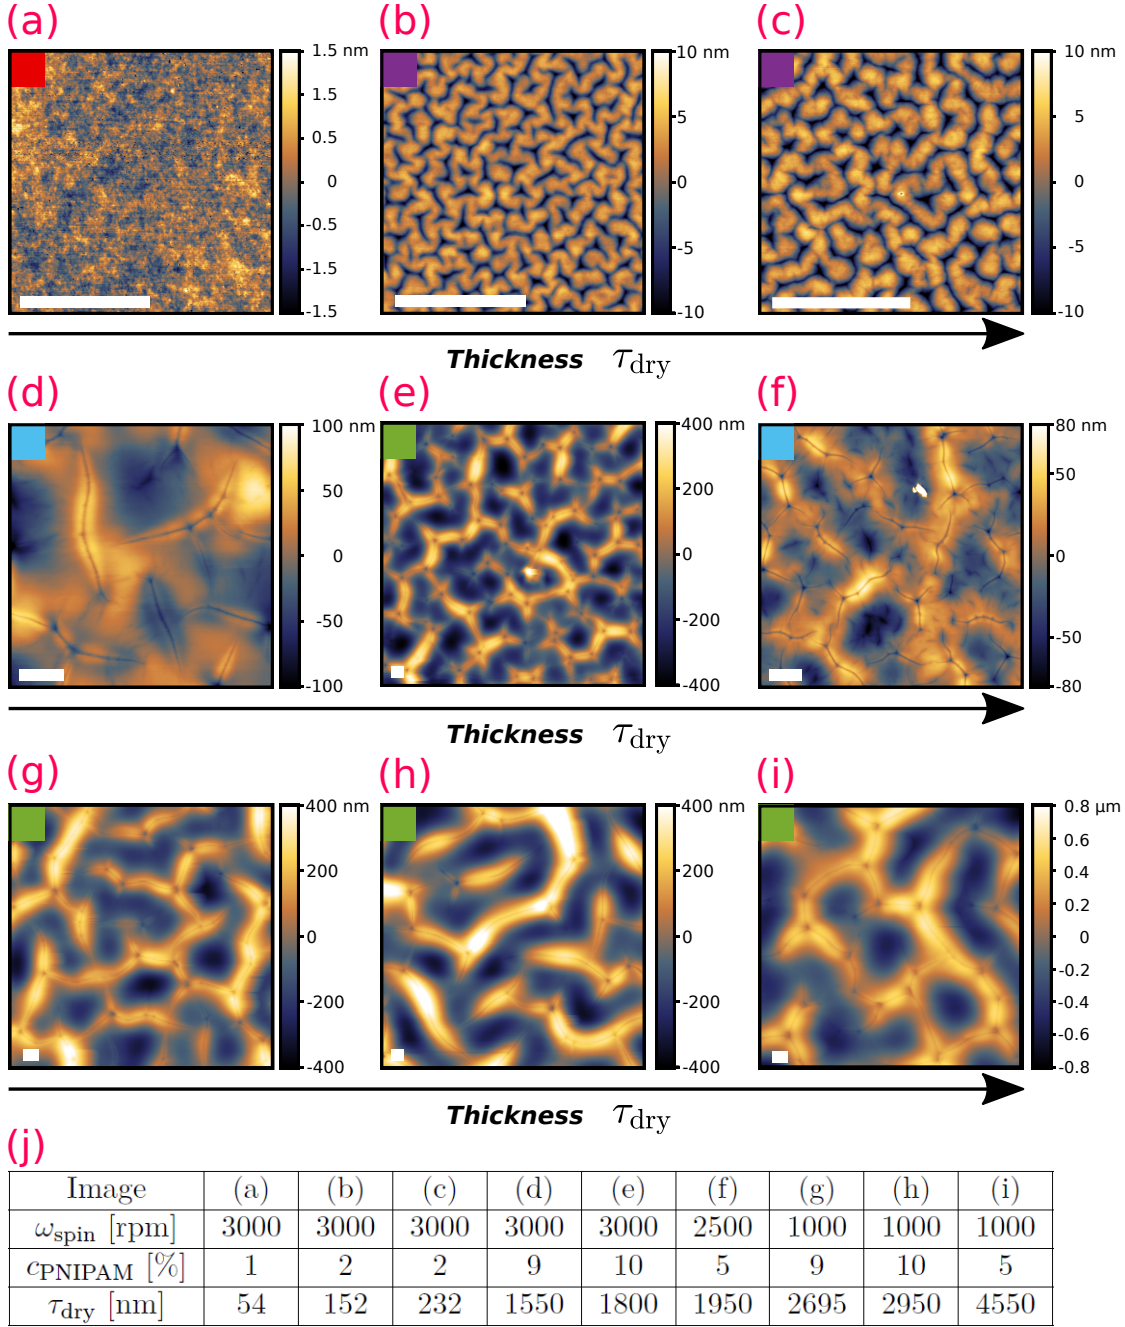 (a) (b) (c)
1.5 nm
1.5
0.5
0
-0.5
-1.5
-1.5
10 nm
5
0
-5
-10
10 nm
5
0
-5
-10
Thickness τdry
(d) (e) (f)
100 nm
50
0
-50
-100
400 nm
200
0
-200
-400
80 nm
50
0
-50
-80
Thickness τdry
(g) (h) (i)
400 nm
200
0
-200
-400
400 nm
200
0
-200
-400
0.8 µm
0.6
0.4
0.2
0
-0.2
-0.4
-0.6
-0.8
Thickness τdry
(j)
Image (a) (b) (c) (d) (e) (f) (g) (h) (i)
ωspin [rpm] 3000 3000 3000 3000 3000 2500 1000 1000 1000
cPNIPAM [%] 1 2 2 9 10 5 9 10 5
τdry [nm] 54 152 232 1550 1800 1950 2695 2950 4550